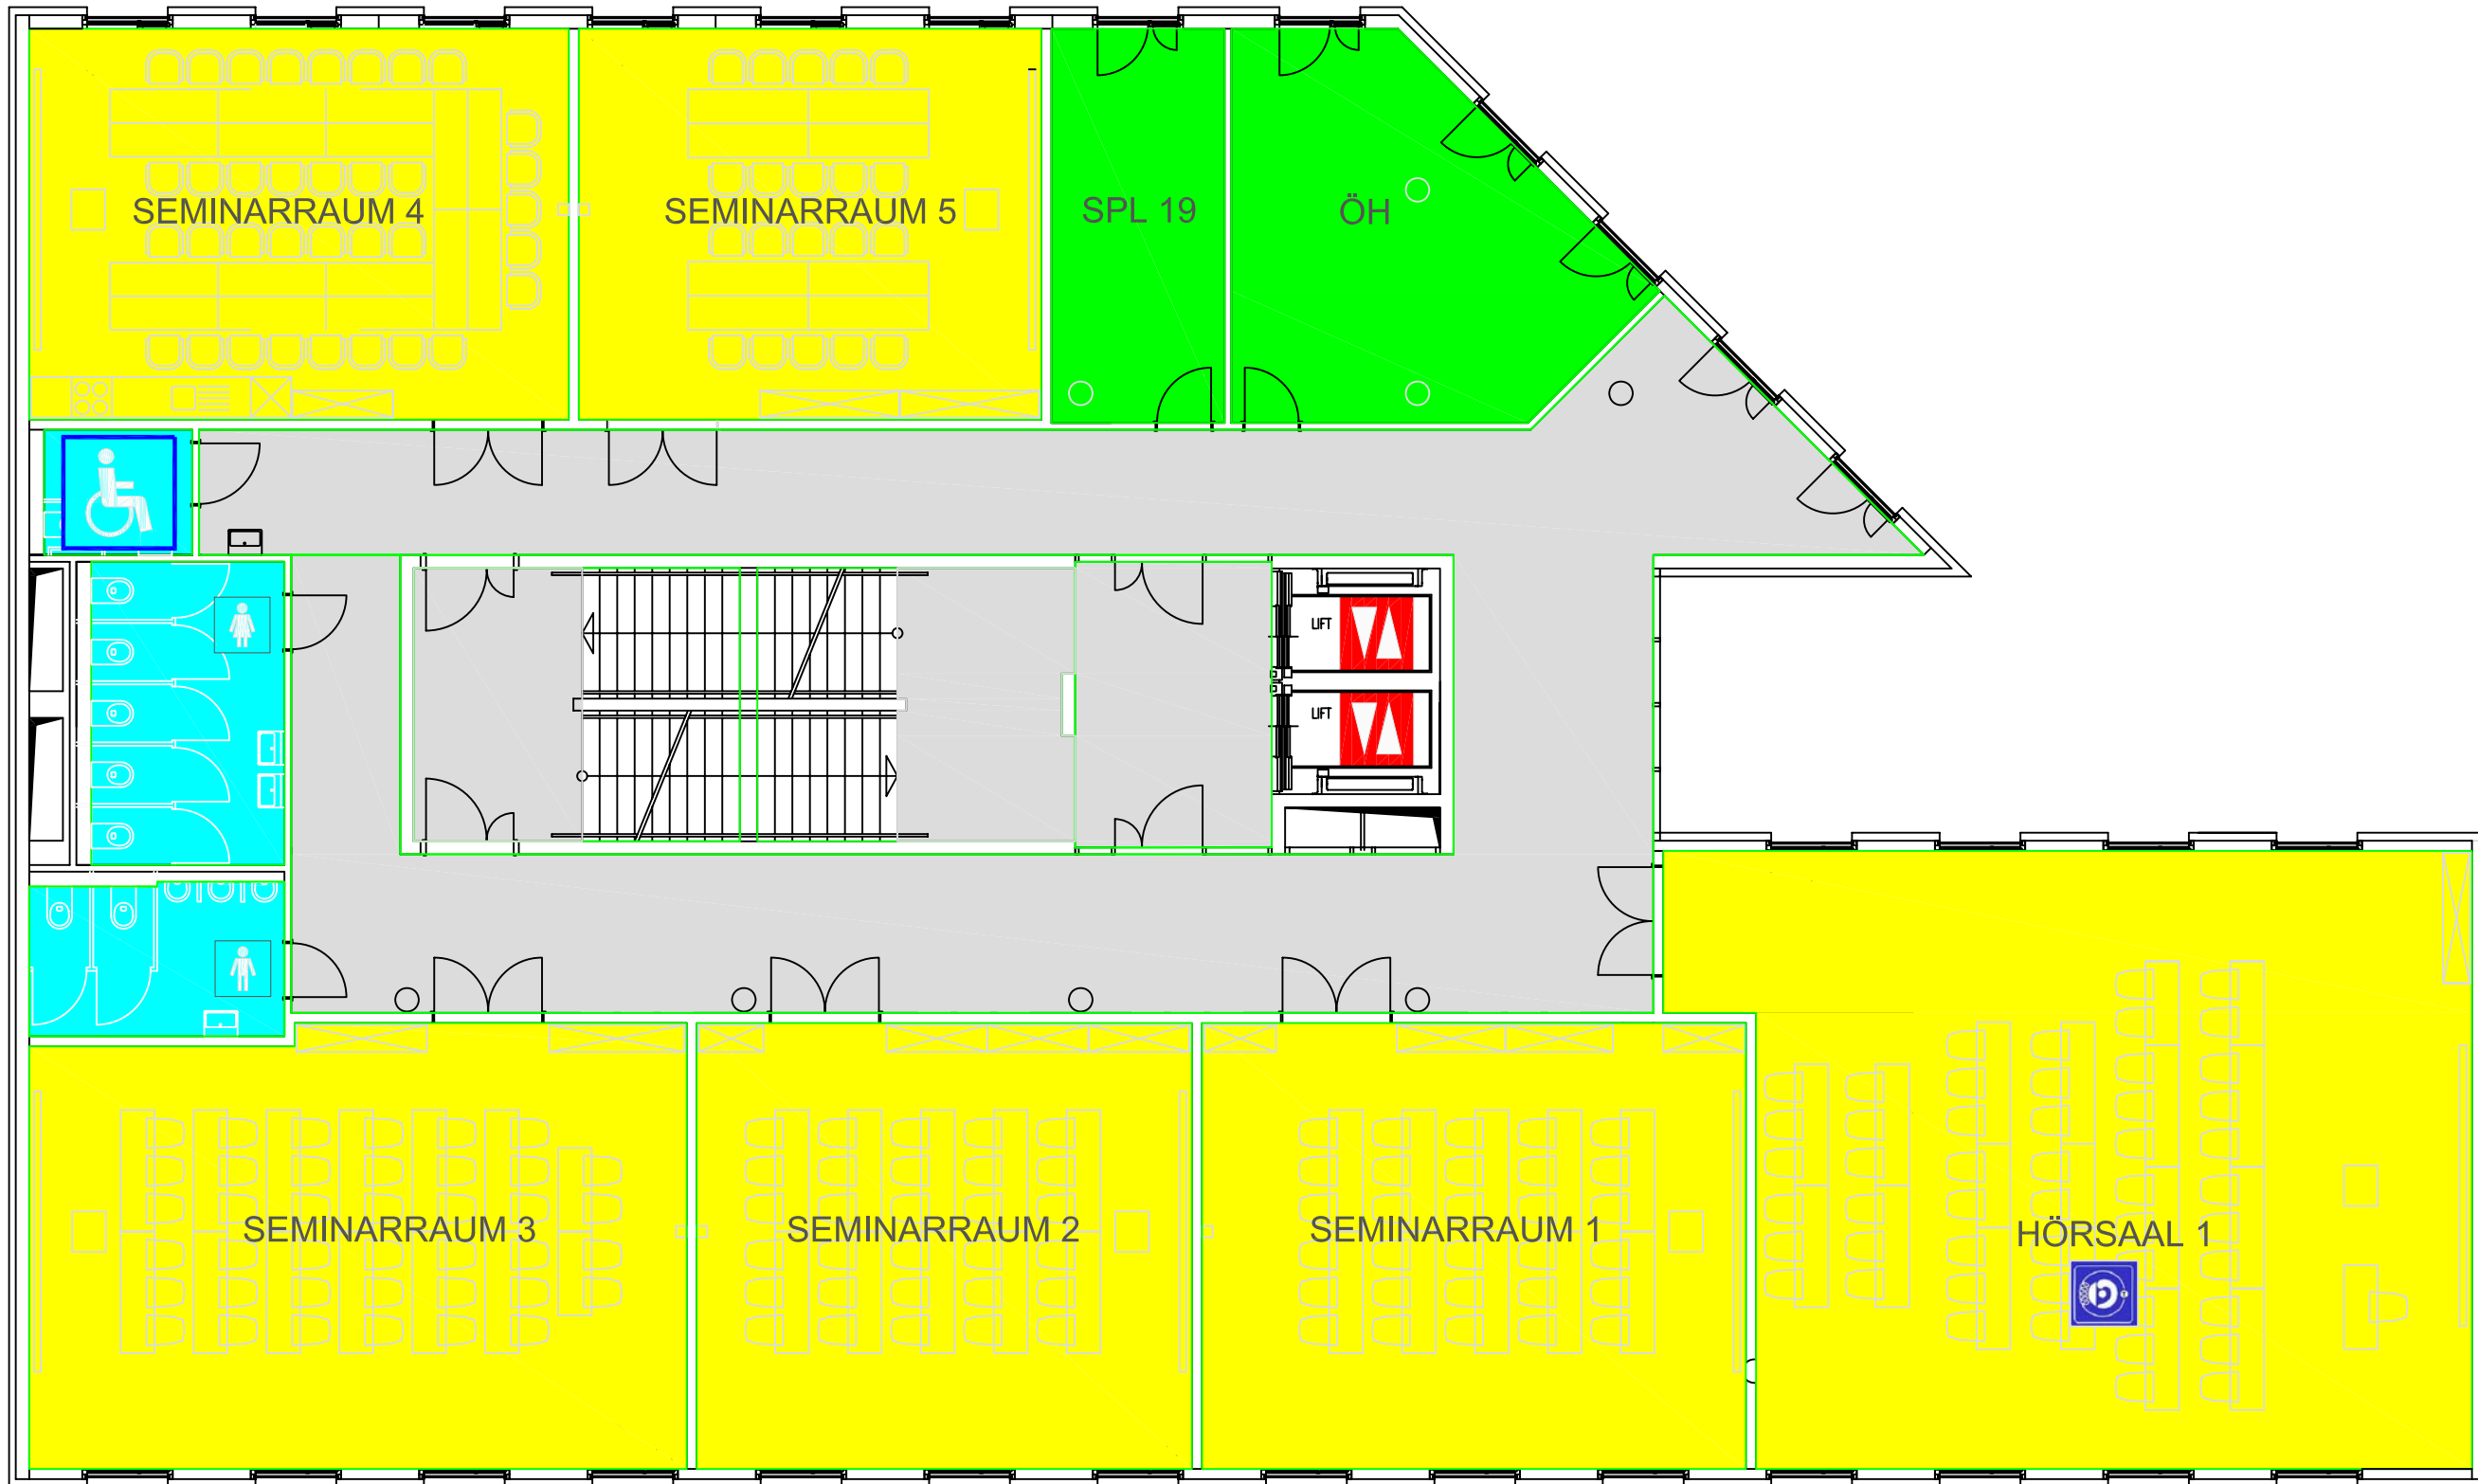 SEMINARRAUM 4
SEMINARRAUM 5
SPL 19
ÖH
LIFT
LIFT
SEMINARRAUM 3
SEMINARRAUM 2
SEMINARRAUM 1
HÖRSAAL 1